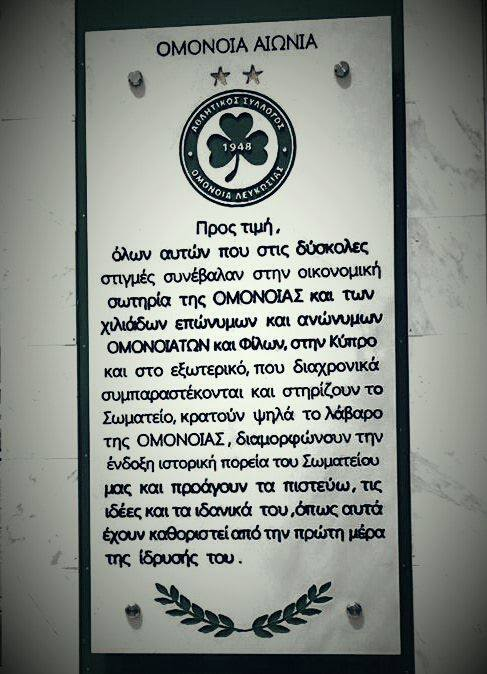 ΟΜΟΝΟΙΑ ΑΙΩΝΙΑ
ΑΘΛΗΤΙΚΟΣ ΣΥΛΛΟΓΟΣ
1948
ΟΜΟΝΟΙΑ ΛΕΥΚΩΣΙΑΣ
Προς τιμή,
όλων αυτών που στις δύσκολες
στιγμές συνέβαλαν στην οικονομική
σωτηρία της ΟΜΟΝΟΙΑΣ και των
χιλιάδων επώνυμων και ανώνυμων
ΟΜΟΝΟΙΑΤΩΝ και Φίλων, στην Κύπρο
και στο εξωτερικό, που διαχρονικά
συμπαραστέκονται και στηρίζουν το
Σωματείο, κρατούν ψηλά το λάβαρο
της ΟΜΟΝΟΙΑΣ, διαμορφώνουν την
ένδοξη ιστορική πορεία του Σωματείου
μας και προάγουν τα πιστεύω, τις
ιδέες και τα ιδανικά του, όπως αυτά
έχουν καθοριστεί από την πρώτη μέρα
της ίδρυσής του.